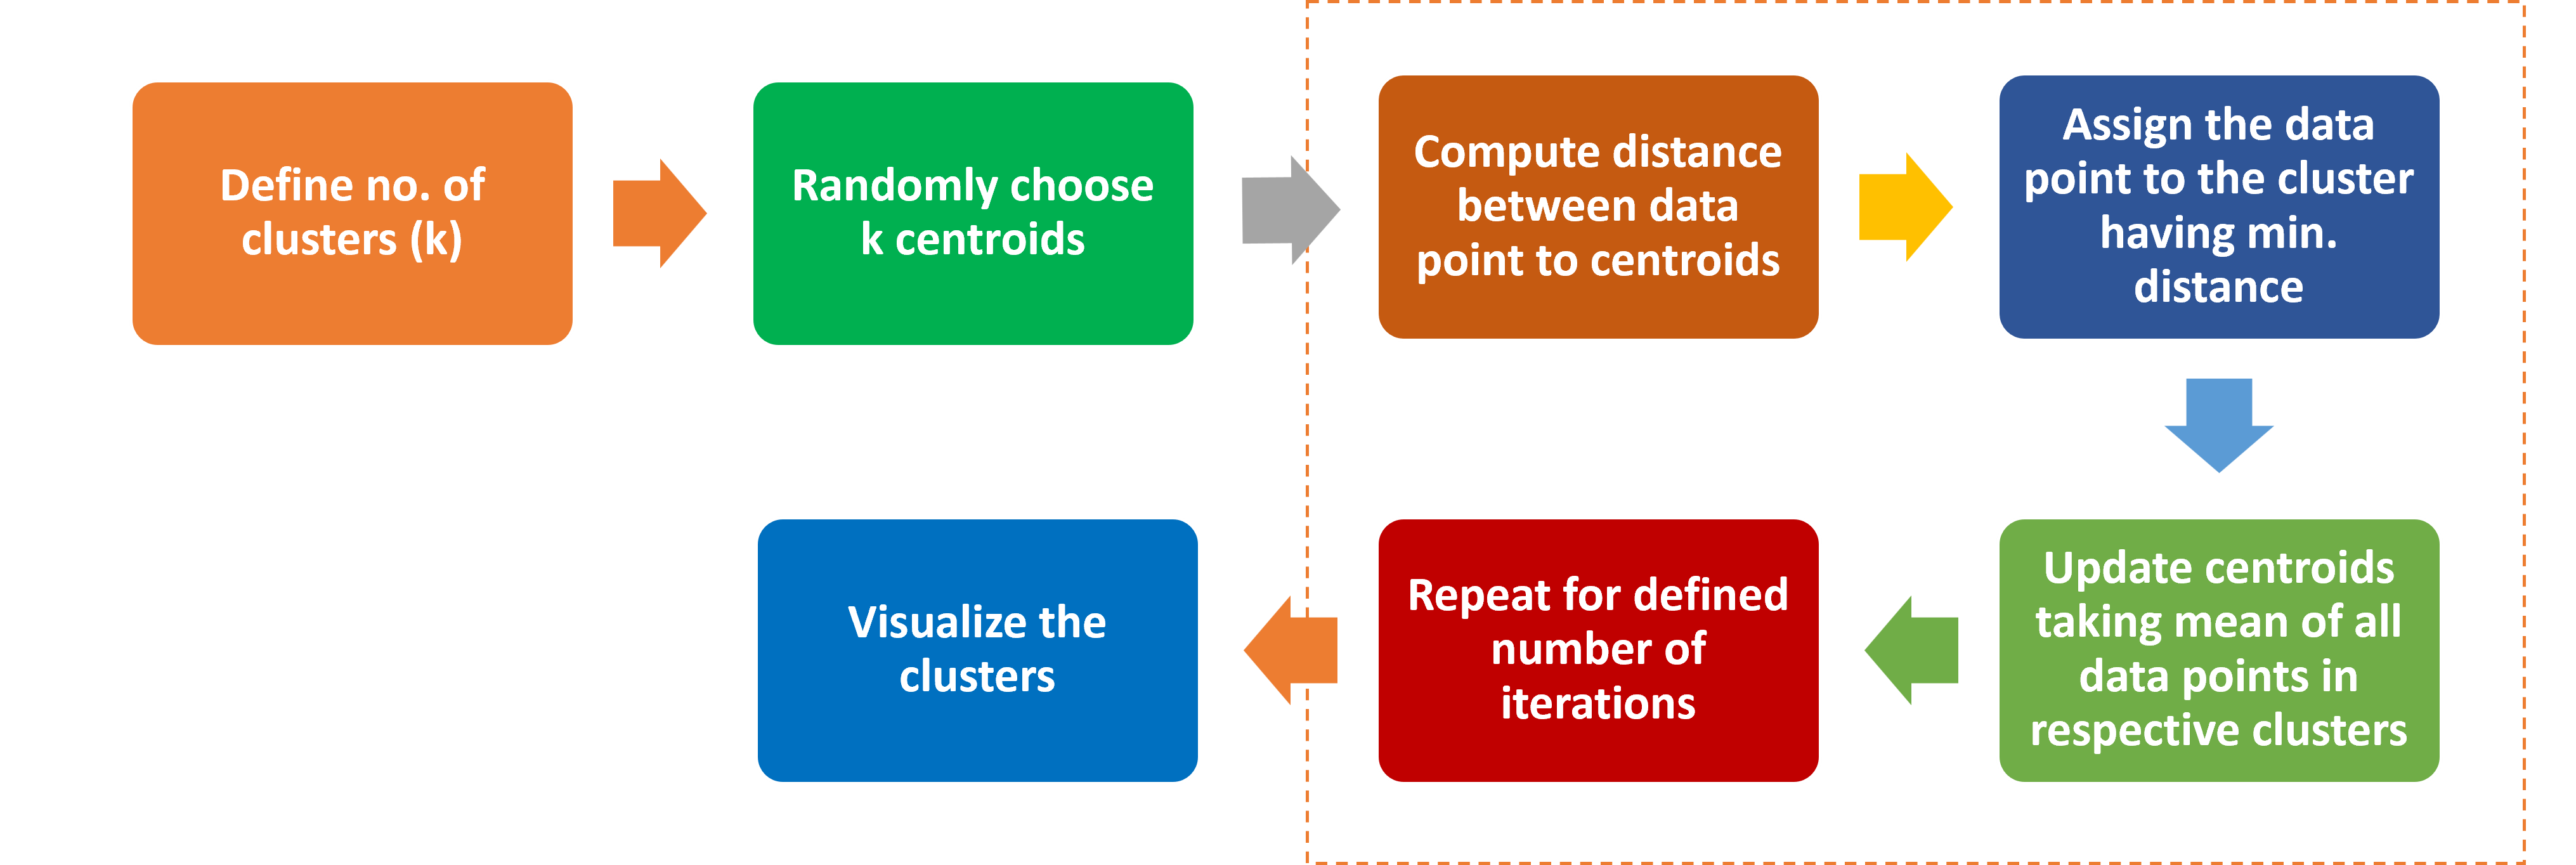 Define no. of
clusters (k)
Randomly choose
k centroids
Compute distance
between data
point to centroids
Assign the data
point to the cluster
having min.
distance
Update centroids
taking mean of all
data points in
respective clusters
Repeat for defined
number of
iterations
Visualize the
clusters